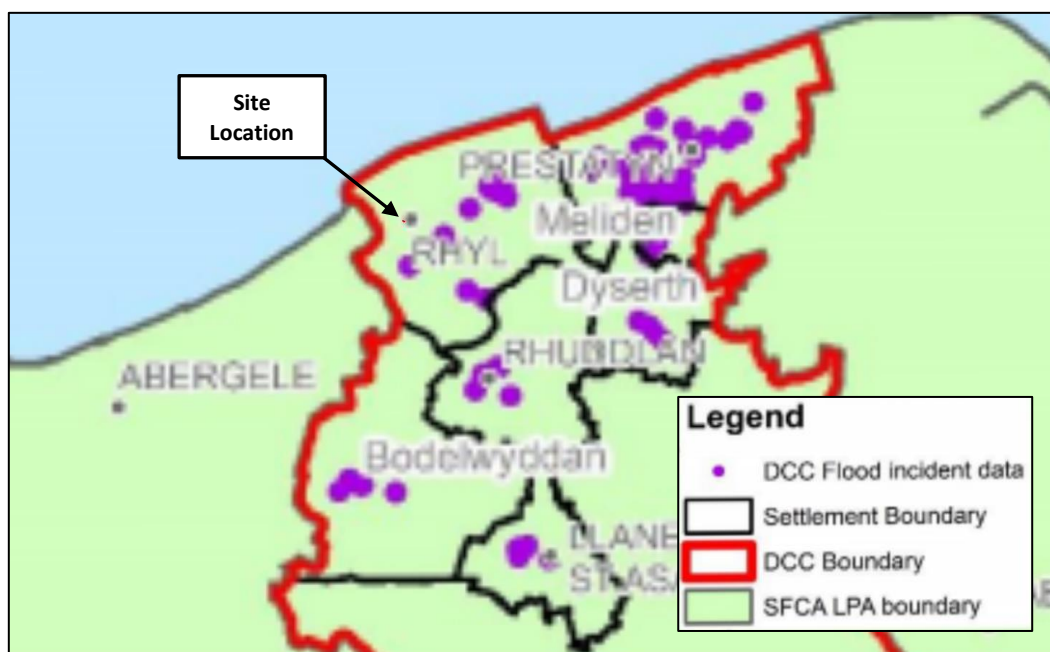 Site
Location
PRESTATYN
Meliden
RHYL
Dyserth
RHUDDLAN
ABERGELE
Bodelwyddan
Legend
DCC Flood incident data
Settlement Boundary
DCC Boundary
SFCA LPA boundary